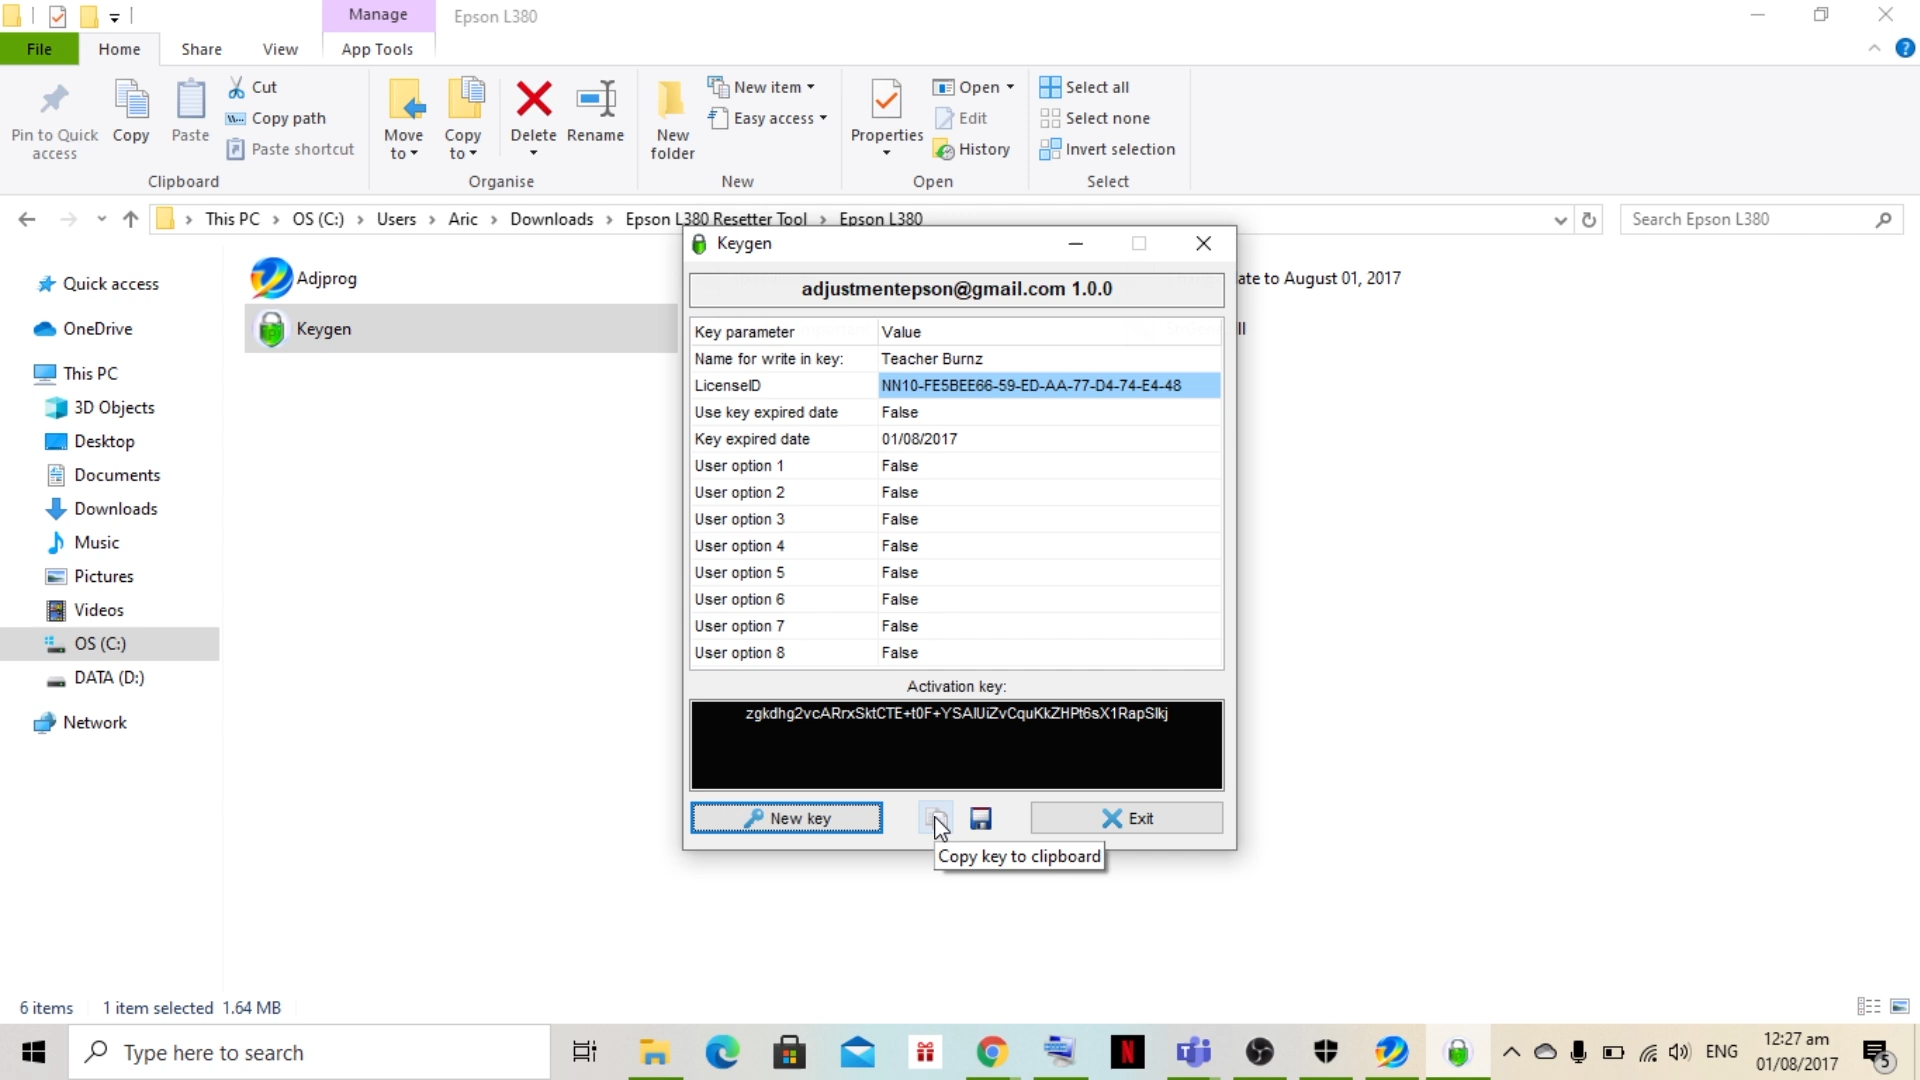 Manage
Epson L380
File
Home
Share
View
App Tools
Pin to Quick access
Copy
Paste
Cut
Copy path
Paste shortcut
Clipboard
Move to
Copy to
Delete
Rename
Organise
New folder
New item
Easy access
New
Properties
Open
Edit
History
Open
Select all
Select none
Invert selection
Select
This PC > OS (C:) > Users > Aric > Downloads > Epson L380 Resetter Tool > Epson L380
Search Epson L380
Quick access
OneDrive
This PC
3D Objects
Desktop
Documents
Downloads
Music
Pictures
Videos
OS (C:)
DATA (D:)
Network
Adjprog
ate to August 01, 2017
Keygen
ll
Keygen
adjustmentepson@gmail.com 1.0.0
Key parameter Value
Name for write in key: Teacher Burnz
LicenseID NN10-FE5BEE66-59-ED-AA-77-D4-74-E4-48
Use key expired date False
Key expired date 01/08/2017
User option 1 False
User option 2 False
User option 3 False
User option 4 False
User option 5 False
User option 6 False
User option 7 False
User option 8 False
Activation key:
New key
Exit
Copy key to clipboard
6 items 1 item selected 1.64 MB
Type here to search
ENG
12:27 am
01/08/2017
5